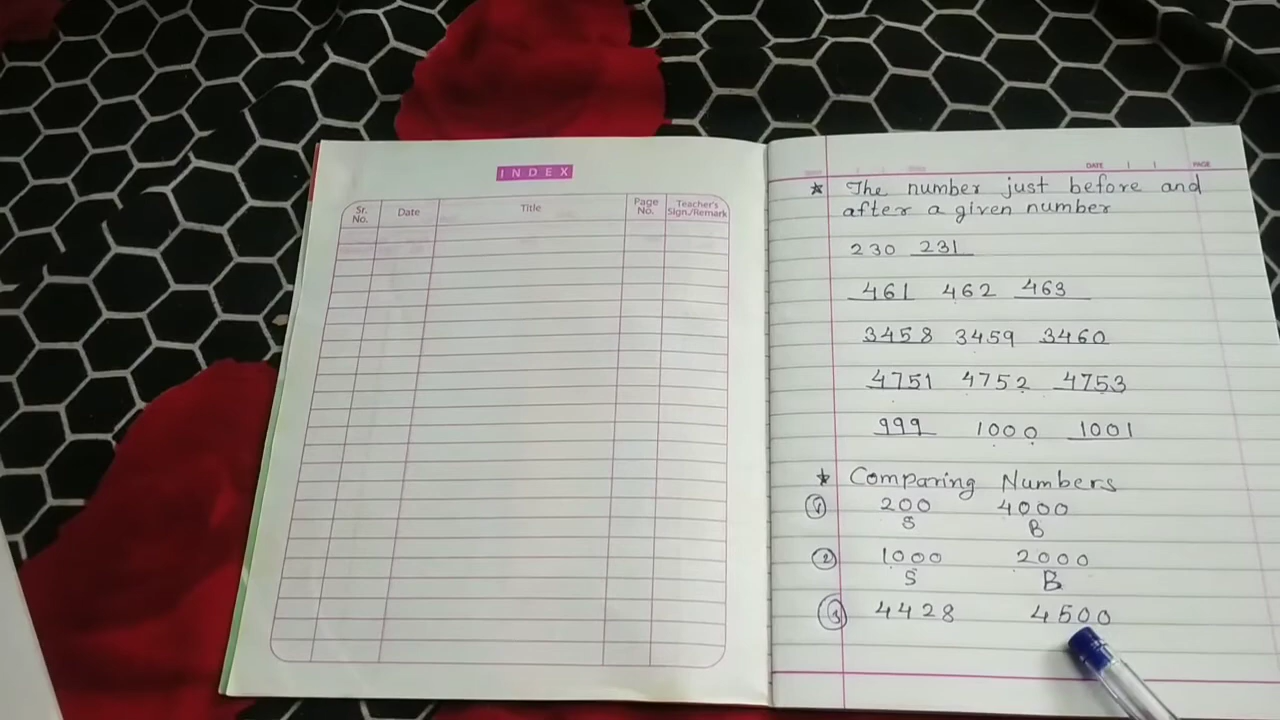 INDEX
Sr. No. Date Title Page No. Teacher's Sign./Remark
DATE PAGE
* The number just before and
after a given number
230 231
461 462 463
3458 3459 3460
4751 4752 4753
999 1000 1001
* Comparing Numbers
① 200 4000
S B
② 1000 2000
S B
③ 4428 4500